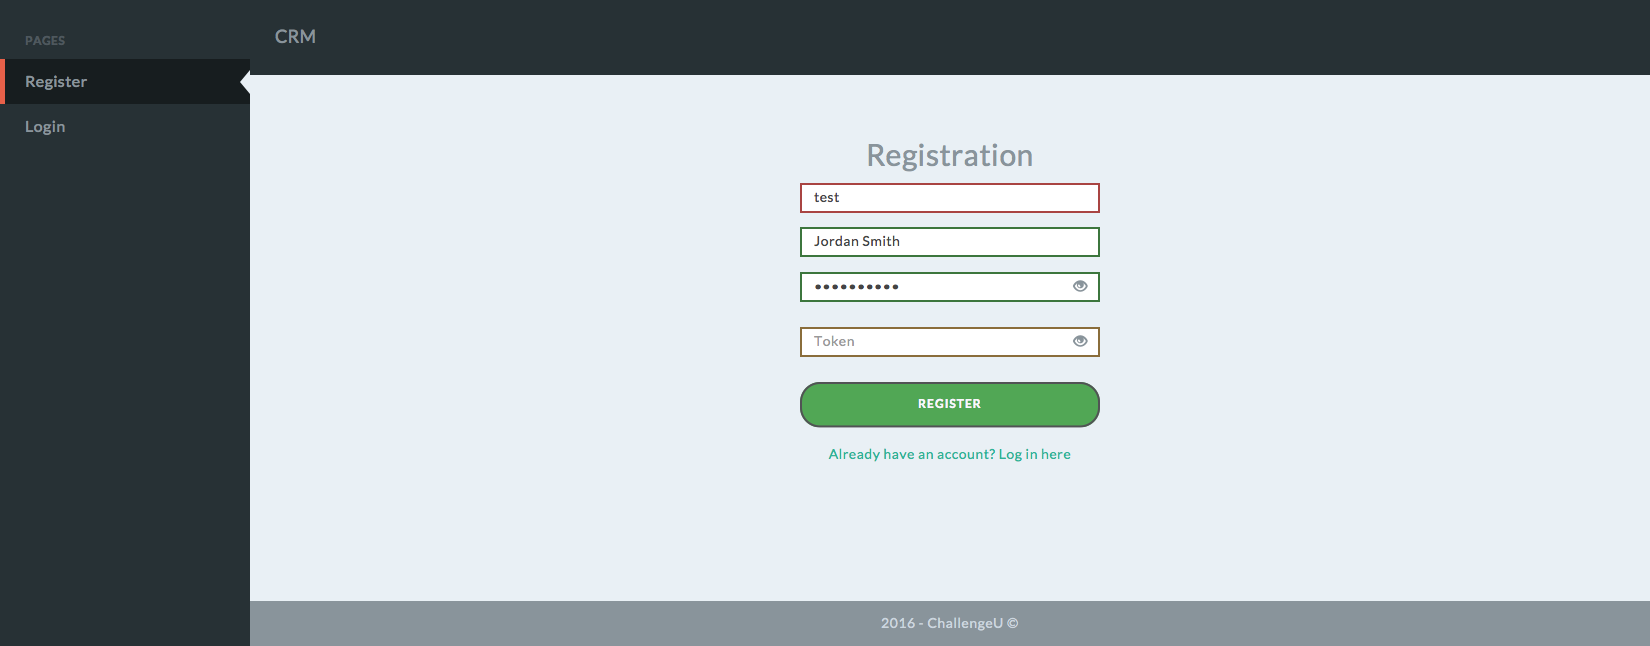 PAGES
Register
Login
CRM
Registration
test
Jordan Smith
••••••••••
Token
REGISTER
Already have an account? Log in here
2016 - ChallengeU ©